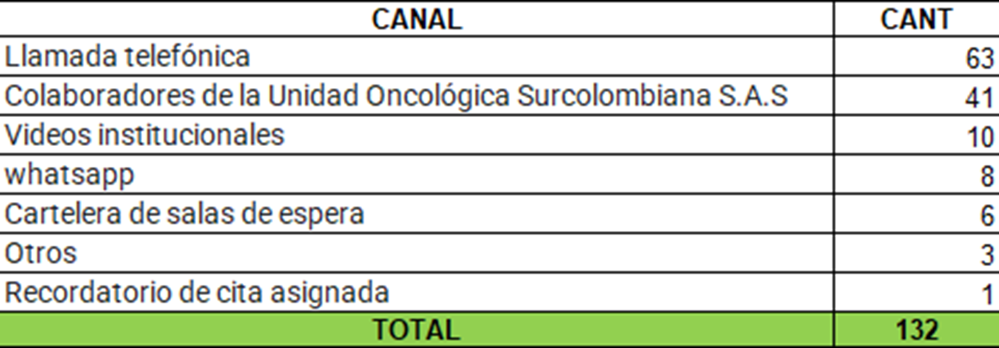 CANAL CANT
Llamada telefónica 63
Colaboradores de la Unidad Oncológica Surcolombiana S.A.S 41
Videos institucionales 10
whatsapp 8
Cartelera de salas de espera 6
Otros 3
Recordatorio de cita asignada 1
TOTAL 132